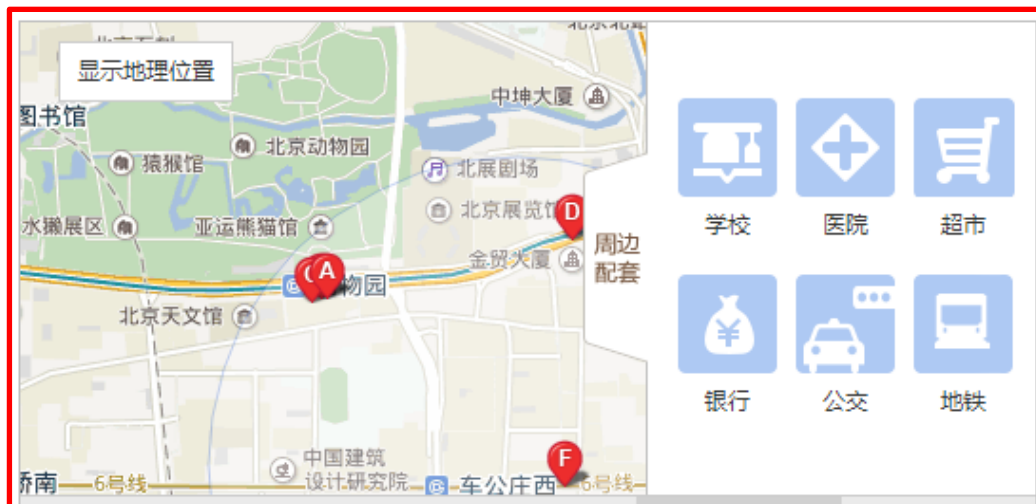 显示地理位置
中坤大厦
图书馆
北京动物园
猿猴馆
北展剧场
水獭展区
亚运熊猫馆
北京展览馆
D
金贸大厦
周边
配套
C
A
物园
北京天文馆
中国建筑
设计研究院
F
桥南
6号线
车公庄西
6号线
学校
医院
超市
¥
银行
公交
地铁